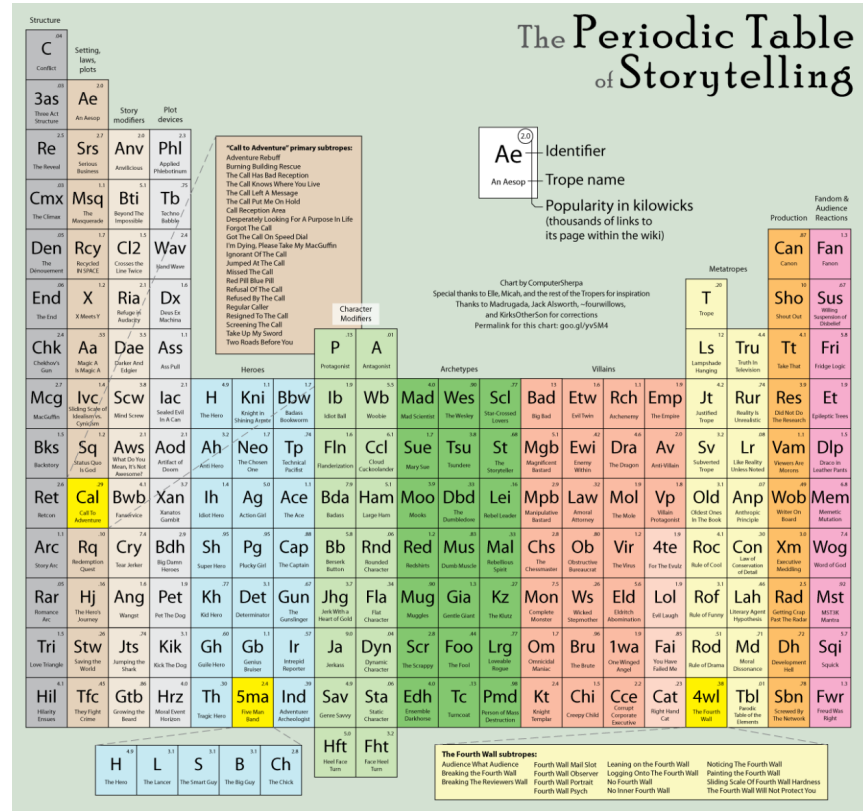 The Periodic Table
of Storytelling
Structure
C
Conflict
Setting,
laws,
plots
3as
Three Act
Structure
Ae
An Aesop
Story
modifiers
Plot
devices
Re
The Reveal
Srs
Serious
Business
Anv
Anvilicious
Phl
Applied
Phlebotinum
"Call to Adventure" primary subtropes:
Adventure Rebuff
Burning Building Rescue
The Call Has Bad Reception
The Call Knows Where You Live
The Call Left A Message
The Call Put Me On Hold
Call Reception Area
Desperately Looking For A Purpose In Life
Forgot The Call
Got The Call On Speed Dial
I'm Dying, Please Take My MacGuffin
Ignorant Of The Call
Jumped At The Call
Missed The Call
Red Pill Blue Pill
Refusal Of The Call
Refused By The Call
Regular Caller
Resigned To The Call
Screening The Call
Take Up My Sword
Two Roads Before You
2.0
Ae
An Aesop
Identifier
Trope name
Popularity in kilowicks
(thousands of links to
its page within the wiki)
Chart by ComputerSherpa
Special thanks to Elle, Micah, and the rest of the Tropers for inspiration
Thanks to Madrugada, Jack Alsworth, ~fourwillows,
and KirksOtherSon for corrections
Permalink for this chart: goo.gl/yv5M4
Cmx
The Climax
Msq
The
Masquerade
Bti
Beyond The
Impossible
Tb
Techno
Babble
Production
Fandom &
Audience
Reactions
Den
The
Dénouement
Rcy
Recycled
IN SPACE
Cl2
Crosses the
Line Twice
Wav
Hand Wave
Can
Canon
Fan
Fanon
Metatropes
End
The End
X
X Meets Y
Ria
Refuge in
Audacity
Dx
Deus Ex
Machina
T
Trope
Sho
Shout Out
Sus
Willing
Suspension of
Disbelief
Character
Modifiers
Chk
Chekhov's
Gun
Aa
Magic A
Is Magic A
Dae
Darker And
Edgier
Ass
Ass Pull
P
Protagonist
A
Antagonist
Ls
Lampshade
Hanging
Tru
Truth In
Television
Tt
Take That
Fri
Fridge Logic
Heroes
Archetypes
Villains
Mcg
MacGuffin
Ivc
Sliding Scale of
Idealism vs.
Cynicism
Scw
Mind Screw
Iac
Sealed Evil
In A Can
H
The Hero
Kni
Knight in
Shining Armor
Bbw
Badass
Bookworm
Ib
Idiot Ball
Wb
Woobie
Mad
Mad Scientist
Wes
The Wesley
Scl
Star-Crossed
Lovers
Bad
Big Bad
Etw
Evil Twin
Rch
Archenemy
Emp
The Empire
Jt
Justified
Trope
Rur
Reality Is
Unrealistic
Res
Did Not Do
The Research
Et
Epileptic Trees
Bks
Backstory
Sq
Status Quo
Is God
Aws
What Do You
Mean, It's Not
Awesome?
Aod
Artifact of
Doom
Ah
Anti Hero
Neo
The Chosen
One
Tp
Technical
Pacifist
Fln
Flanderization
Ccl
Cloud
Cuckoolander
Sue
Mary Sue
Tsu
Tsundere
St
The
Storyteller
Mgb
Magnificent
Bastard
Ewi
Enemy
Within
Dra
The Dragon
Av
Anti-Villain
Sv
Subverted
Trope
Lr
Like Reality
Unless Noted
Vam
Viewers Are
Morons
Dlp
Draco In
Leather Pants
Ret
Retcon
Cal
Call To
Adventure
Bwb
Fanservice
Xan
Xanatos
Gambit
Ih
Idiot Hero
Ag
Action Girl
Ace
The Ace
Bda
Badass
Ham
Large Ham
Moo
Mooks
Dbd
The
Dumbledore
Lei
Rebel Leader
Mpb
Manipulative
Bastard
Law
Amoral
Attorney
Mol
The Mole
Vp
Villain
Protagonist
Old
Oldest Ones
In The Book
Anp
Anthropic
Principle
Wob
Writer On
Board
Mem
Memetic
Mutation
Arc
Story Arc
Rq
Redemption
Quest
Cry
Tear Jerker
Bdh
Big Damn
Heroes
Sh
Super Hero
Pg
Plucky Girl
Cap
The Captain
Bb
Berserk
Button
Rnd
Rounded
Character
Red
Redshirts
Mus
Dumb Muscle
Mal
Rebellious
Spirit
Chs
The
Chessmaster
Ob
Obstructive
Bureaucrat
Vir
The Virus
4te
For The Evulz
Roc
Rule of Cool
Con
Law of
Conservation
of Detail
Xm
Executive
Meddling
Wog
Word of God
Rar
Romance
Arc
Hj
The Hero's
Journey
Ang
Wangst
Pet
Pet The Dog
Kh
Kid Hero
Det
Determinator
Gun
The
Gunslinger
Jhg
Jerk With a
Heart of Gold
Fla
Flat
Character
Mug
Muggles
Gia
Gentle Giant
Kz
The Klutz
Mon
Complete
Monster
Ws
Wicked
Stepmother
Eld
Eldritch
Abomination
Lol
Evil Laugh
Rof
Rule of Funny
Lah
Literary Agent
Hypothesis
Rad
Getting Crap
Past The Radar
Mst
MST3K
Mantra
Tri
Love Triangle
Stw
Saving the
World
Jts
Jumping the
Shark
Kik
Kick The Dog
Gh
Guile Hero
Gb
Genius
Bruiser
Ir
Intrepid
Reporter
Ja
Jerkass
Dyn
Dynamic
Character
Scr
The Scrappy
Foo
The Fool
Lrg
Loveable
Rogue
Om
Omnicidal
Maniac
Bru
The Brute
1wa
One Winged
Angel
Fai
You Have
Failed Me
Rod
Rule of Drama
Md
Moral
Dissonance
Dh
Development
Hell
Sqi
Squick
Hil
Hilarity
Ensues
Tfc
They Fight
Crime
Gtb
Growing the
Beard
Hrz
Moral Event
Horizon
Th
Tragic Hero
5ma
Five Man
Band
Ind
Adventurer
Archeologist
Sav
Genre Savvy
Sta
Static
Character
Edh
Ensemble
Darkhorse
Tc
Turncoat
Pmd
Person of Mass
Destruction
Kt
Knight
Templar
Chi
Creepy Child
Cce
Corrupt
Corporate
Executive
Cat
Right Hand
Cat
4wl
The Fourth
Wall
Tbl
Periodic
Table of the
Elements
Sbn
Screwed By
The Network
Fwr
Freud Was
Right
Hft
Heel Face
Turn
Fht
Face Heel
Turn
H
The Hero
L
The Lancer
S
The Smart Guy
B
The Big Guy
Ch
The Chick
The Fourth Wall subtropes:
Audience What Audience
Breaking the Fourth Wall
Breaking The Reviewers Wall
Fourth Wall Mail Slot
Fourth Wall Observer
Fourth Wall Portrait
Fourth Wall Psych
Leaning on the Fourth Wall
Logging Onto The Fourth Wall
No Fourth Wall
No Inner Fourth Wall
Noticing The Fourth Wall
Painting the Fourth Wall
Sliding Scale Of Fourth Wall Hardness
The Fourth Wall Will Not Protect You